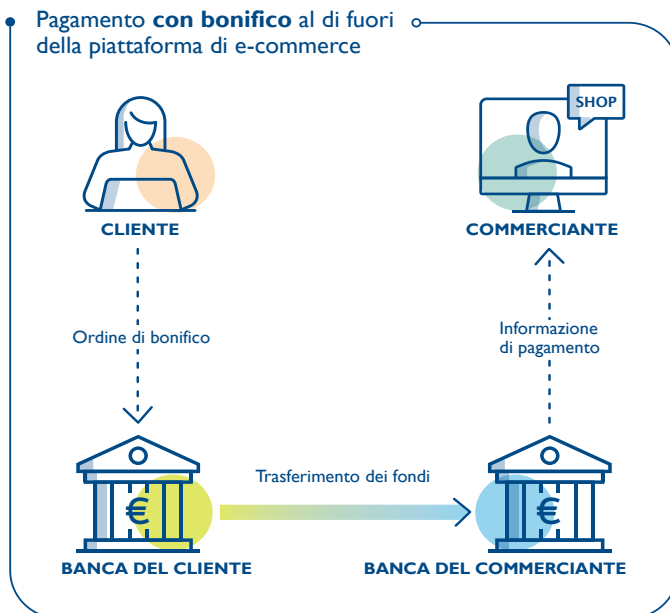 Pagamento con bonifico al di fuori
della piattaforma di e-commerce
SHOP
CLIENTE
COMMERCIANTE
Ordine di bonifico
Informazione
di pagamento
€
Trasferimento dei fondi
€
BANCA DEL CLIENTE
BANCA DEL COMMERCIANTE